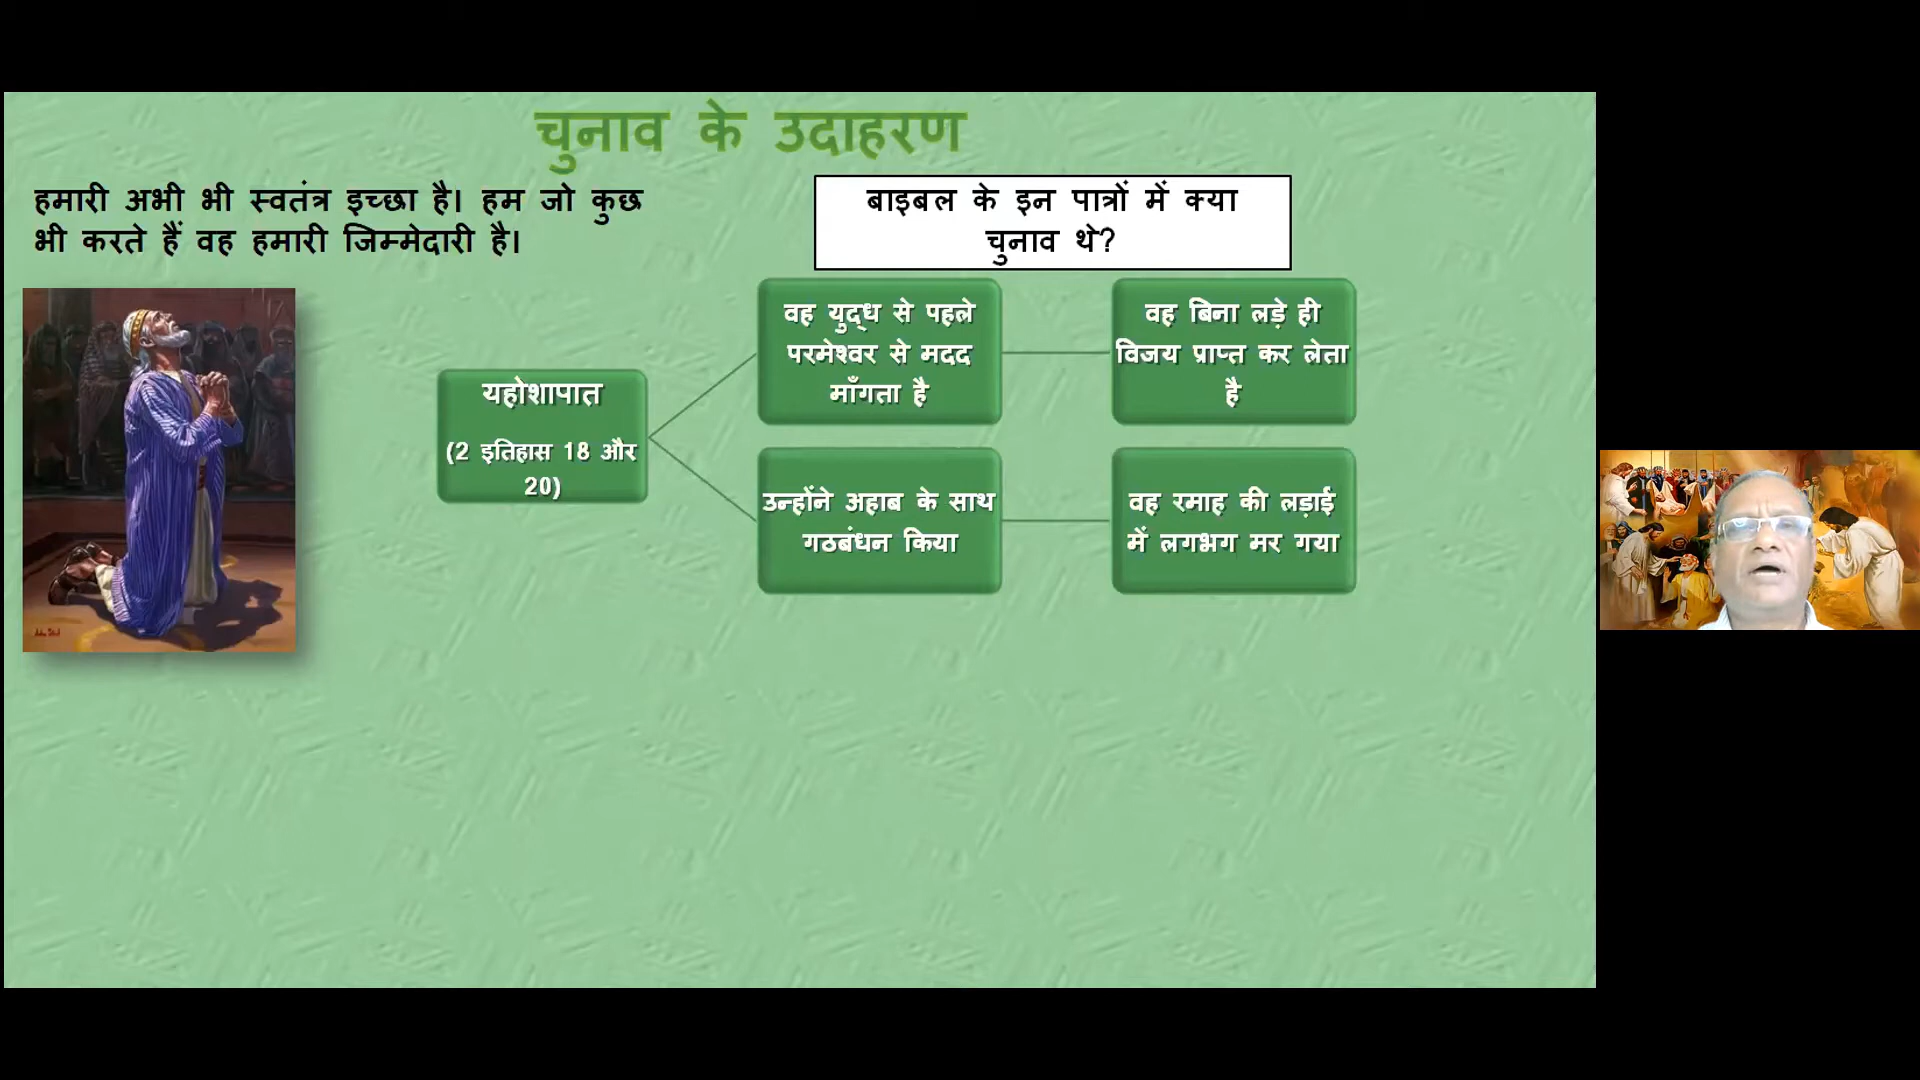 चुनाव के उदाहरण
हमारी अभी भी स्वतंत्र इच्छा है। हम जो कुछ
भी करते हैं वह हमारी जिम्मेदारी है।
बाइबल के इन पात्रों में क्या
चुनाव थे?
यहोशापात
(2 इतिहास 18 और
20)
वह युद्ध से पहले
परमेश्वर से मदद
माँगता है
वह बिना लड़े ही
विजय प्राप्त कर लेता
है
उन्होंने अहाब के साथ
गठबंधन किया
वह रमाह की लड़ाई
में लगभग मर गया